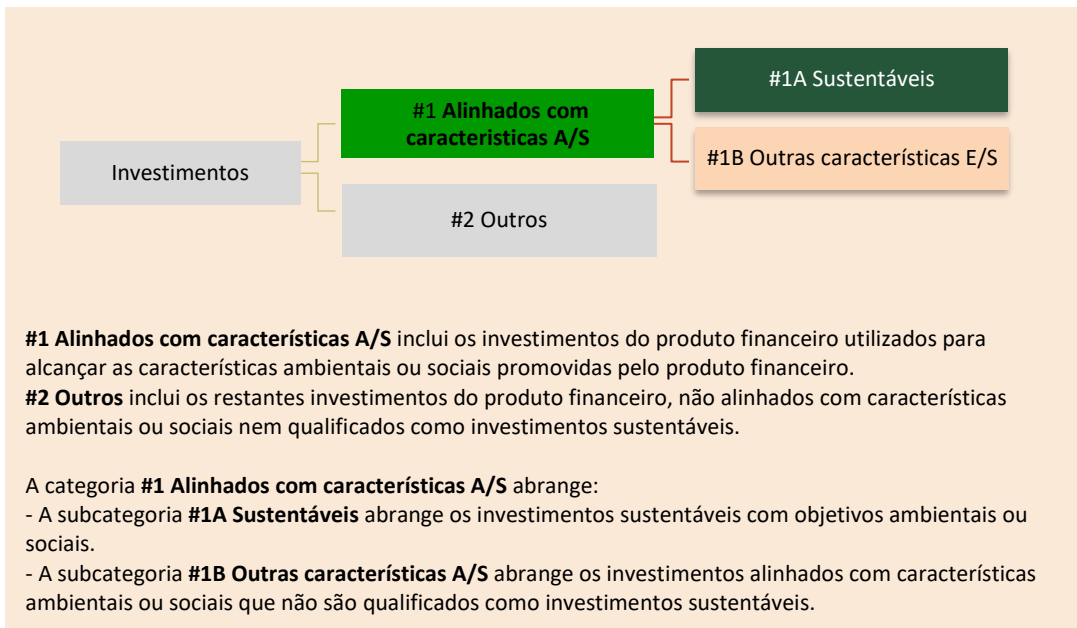 #1A Sustentáveis
#1 Alinhados com
caracteristicas A/S
#1B Outras características E/S
Investimentos
#2 Outros
#1 Alinhados com características A/S inclui os investimentos do produto financeiro utilizados para
alcançar as características ambientais ou sociais promovidas pelo produto financeiro.
#2 Outros inclui os restantes investimentos do produto financeiro, não alinhados com características
ambientais ou sociais nem qualificados como investimentos sustentáveis.
A categoria #1 Alinhados com características A/S abrange:
- A subcategoria #1A Sustentáveis abrange os investimentos sustentáveis com objetivos ambientais ou
sociais.
- A subcategoria #1B Outras características A/S abrange os investimentos alinhados com características
ambientais ou sociais que não são qualificados como investimentos sustentáveis.